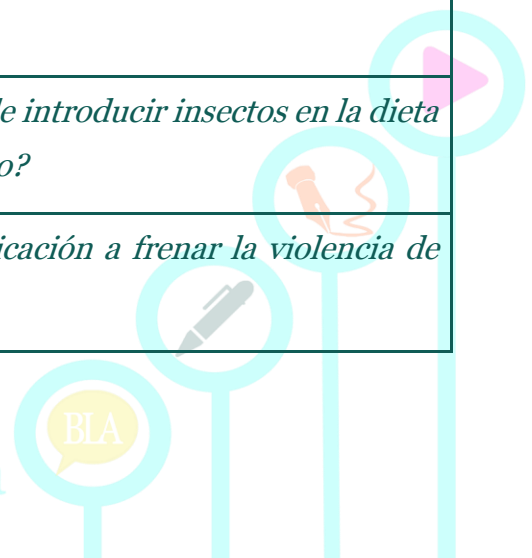 e introducir insectos en la dieta
o?
icación a frenar la violencia de
BLA